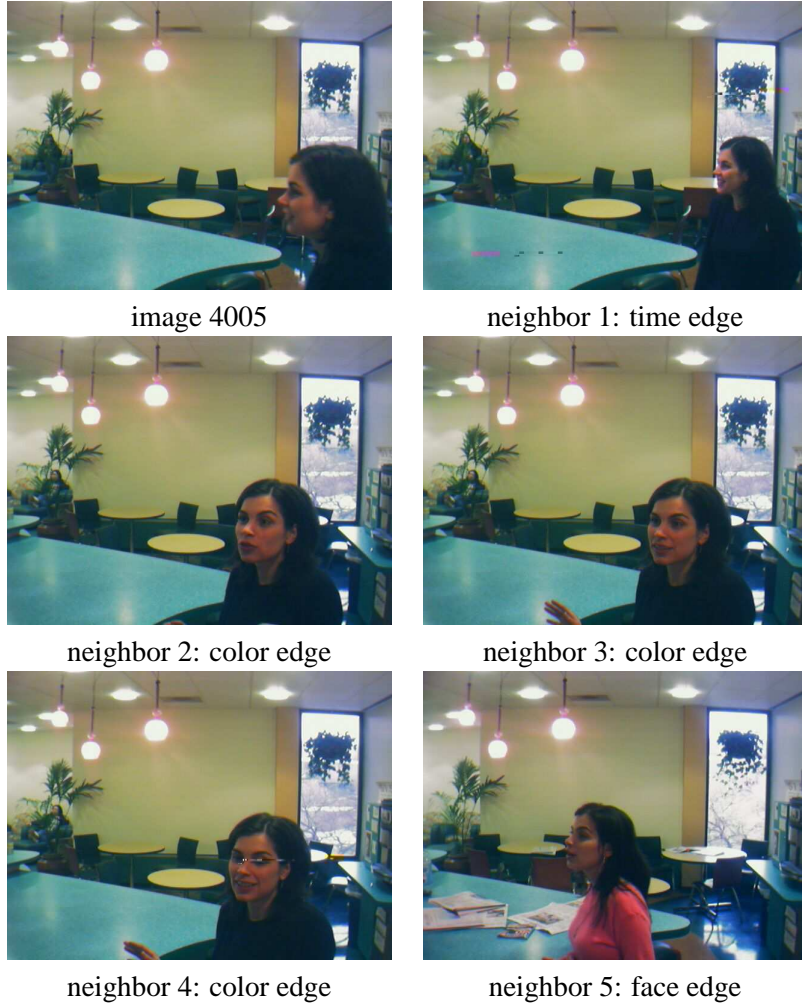 image 4005
neighbor 1: time edge
neighbor 2: color edge
neighbor 3: color edge
neighbor 4: color edge
neighbor 5: face edge